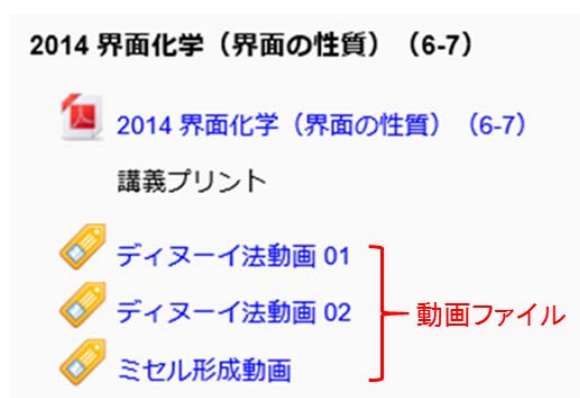 2014 界面化学（界面の性質）（6-7）
2014 界面化学（界面の性質）（6-7）
講義プリント
ディヌーイ法動画 01
ディヌーイ法動画 02
動画ファイル
ミセル形成動画